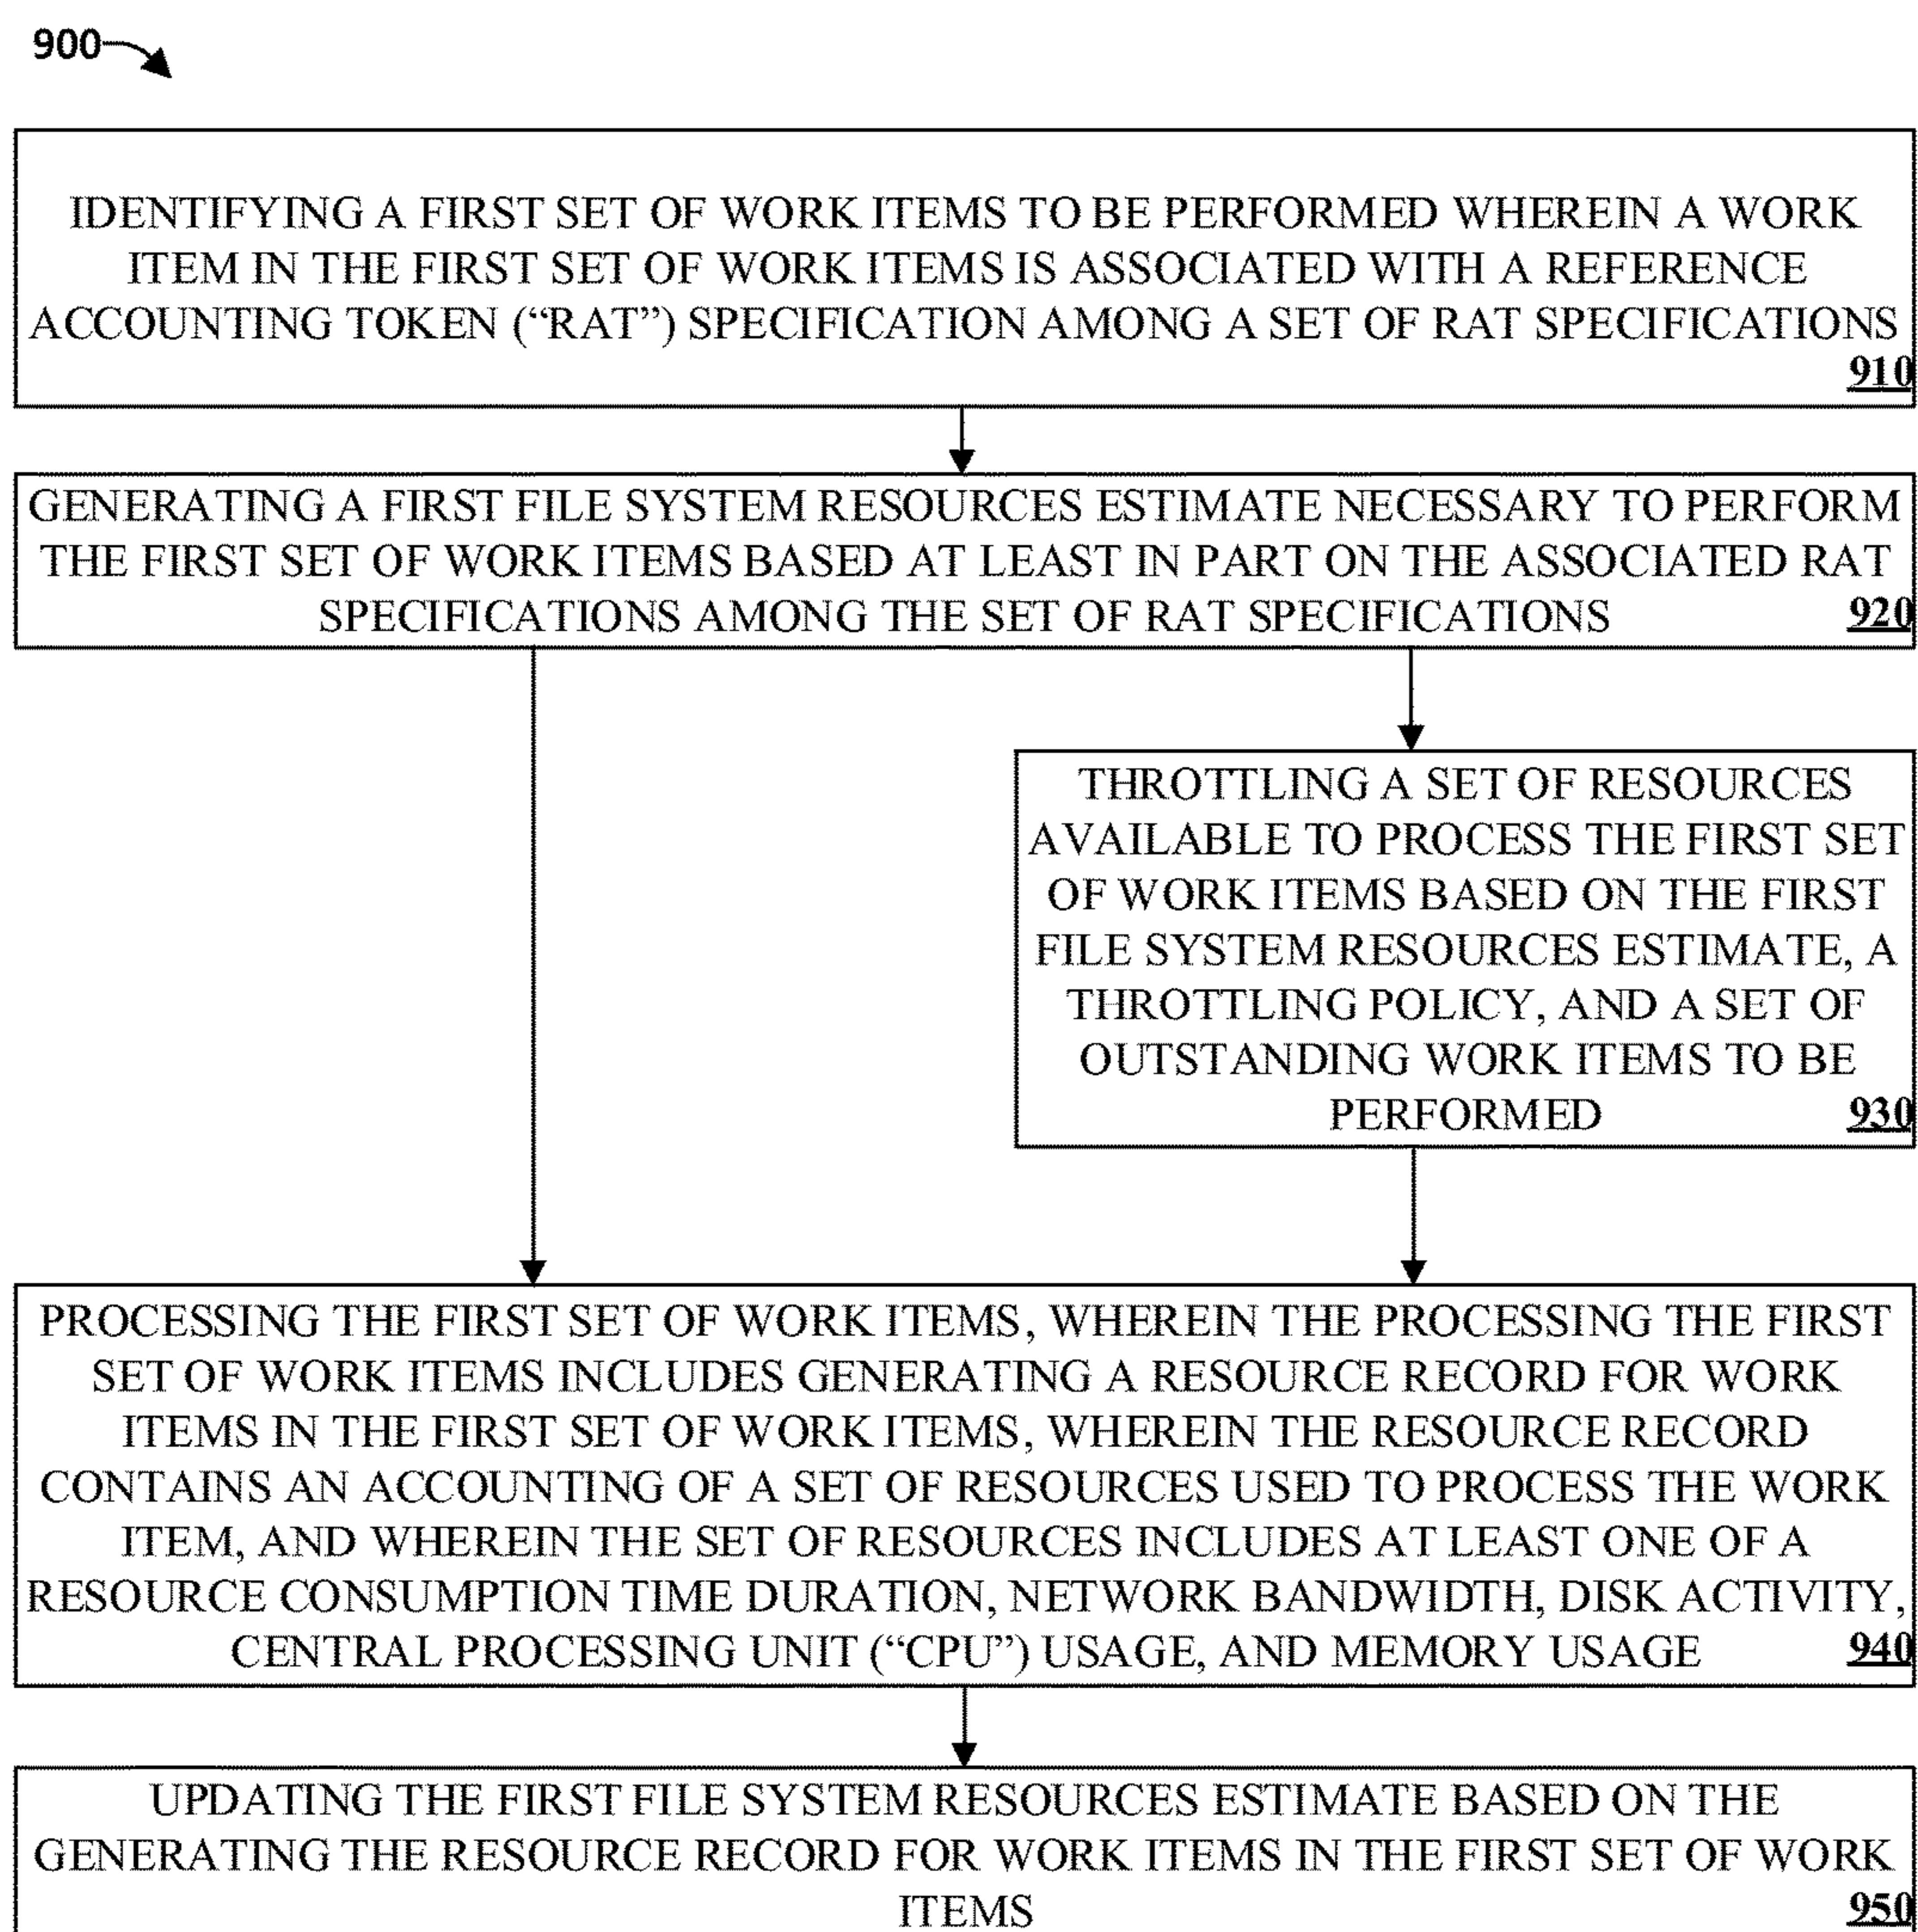 900
IDENTIFYING A FIRST SET OF WORK ITEMS TO BE PERFORMED WHEREIN A WORK
ITEM IN THE FIRST SET OF WORK ITEMS IS ASSOCIATED WITH A REFERENCE
ACCOUNTING TOKEN (“RAT”) SPECIFICATION AMONG A SET OF RAT SPECIFICATIONS
910
GENERATING A FIRST FILE SYSTEM RESOURCES ESTIMATE NECESSARY TO PERFORM
THE FIRST SET OF WORK ITEMS BASED AT LEAST IN PART ON THE ASSOCIATED RAT
SPECIFICATIONS AMONG THE SET OF RAT SPECIFICATIONS 920
THROTTLING A SET OF RESOURCES
AVAILABLE TO PROCESS THE FIRST SET
OF WORK ITEMS BASED ON THE FIRST
FILE SYSTEM RESOURCES ESTIMATE, A
THROTTLING POLICY, AND A SET OF
OUTSTANDING WORK ITEMS TO BE
PERFORMED 930
PROCESSING THE FIRST SET OF WORK ITEMS, WHEREIN THE PROCESSING THE FIRST
SET OF WORK ITEMS INCLUDES GENERATING A RESOURCE RECORD FOR WORK
ITEMS IN THE FIRST SET OF WORK ITEMS, WHEREIN THE RESOURCE RECORD
CONTAINS AN ACCOUNTING OF A SET OF RESOURCES USED TO PROCESS THE WORK
ITEM, AND WHEREIN THE SET OF RESOURCES INCLUDES AT LEAST ONE OF A
RESOURCE CONSUMPTION TIME DURATION, NETWORK BANDWIDTH, DISK ACTIVITY,
CENTRAL PROCESSING UNIT (“CPU”) USAGE, AND MEMORY USAGE 940
UPDATING THE FIRST FILE SYSTEM RESOURCES ESTIMATE BASED ON THE
GENERATING THE RESOURCE RECORD FOR WORK ITEMS IN THE FIRST SET OF WORK
ITEMS 950